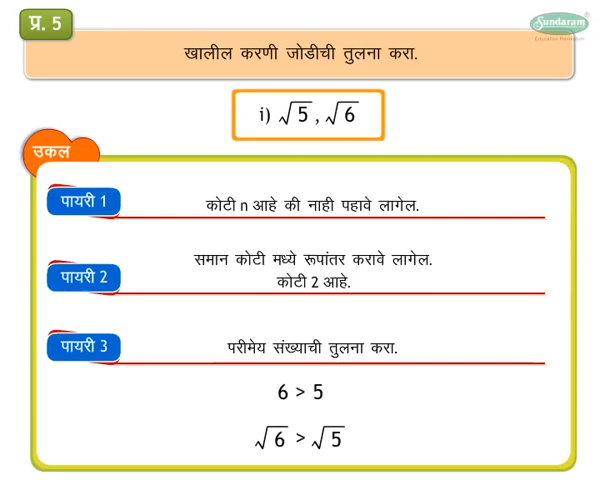 प्र. 5
Sundaram
खालील करणी जोडीची तुलना करा.
i) √5 , √6
उकल
पायरी 1
कोटी n आहे की नाही पहावे लागेल.
समान कोटी मध्ये रूपांतर करावे लागेल.
पायरी 2
कोटी 2 आहे.
पायरी 3
परीमेय संख्याची तुलना करा.
6 > 5
√6 > √5